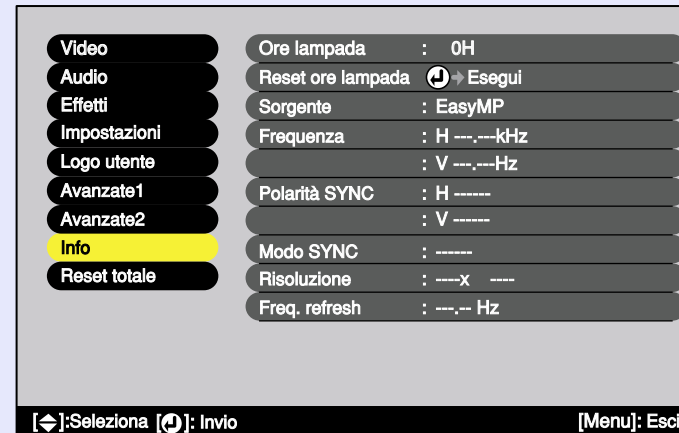 Video
Audio
Effetti
Impostazioni
Logo utente
Avanzate1
Avanzate2
Info
Reset totale
Ore lampada : 0H
Reset ore lampada Esegui
Sorgente : EasyMP
Frequenza : H ---.---kHz
: V ---.---Hz
Polarità SYNC : H ------
: V ------
Modo SYNC : ------
Risoluzione : ----x ----
Freq. refresh : ---.-- Hz
[ ]:Seleziona [ ]: Invio [Menu]: Esci